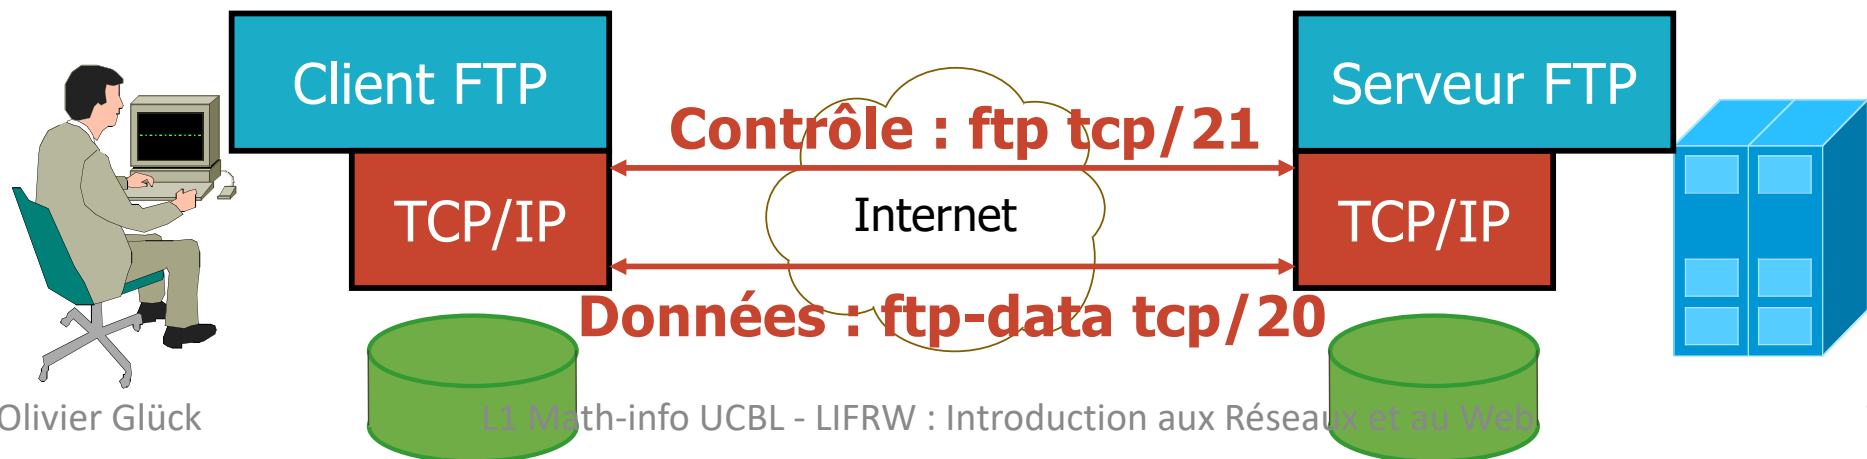 Client FTP
Serveur FTP
Contrôle : ftp tcp/21
TCP/IP
Internet
TCP/IP
Données : ftp-data tcp/20
Olivier Glück
L1 Math-info UCBL - LIFRW : Introduction aux Réseaux et au Web